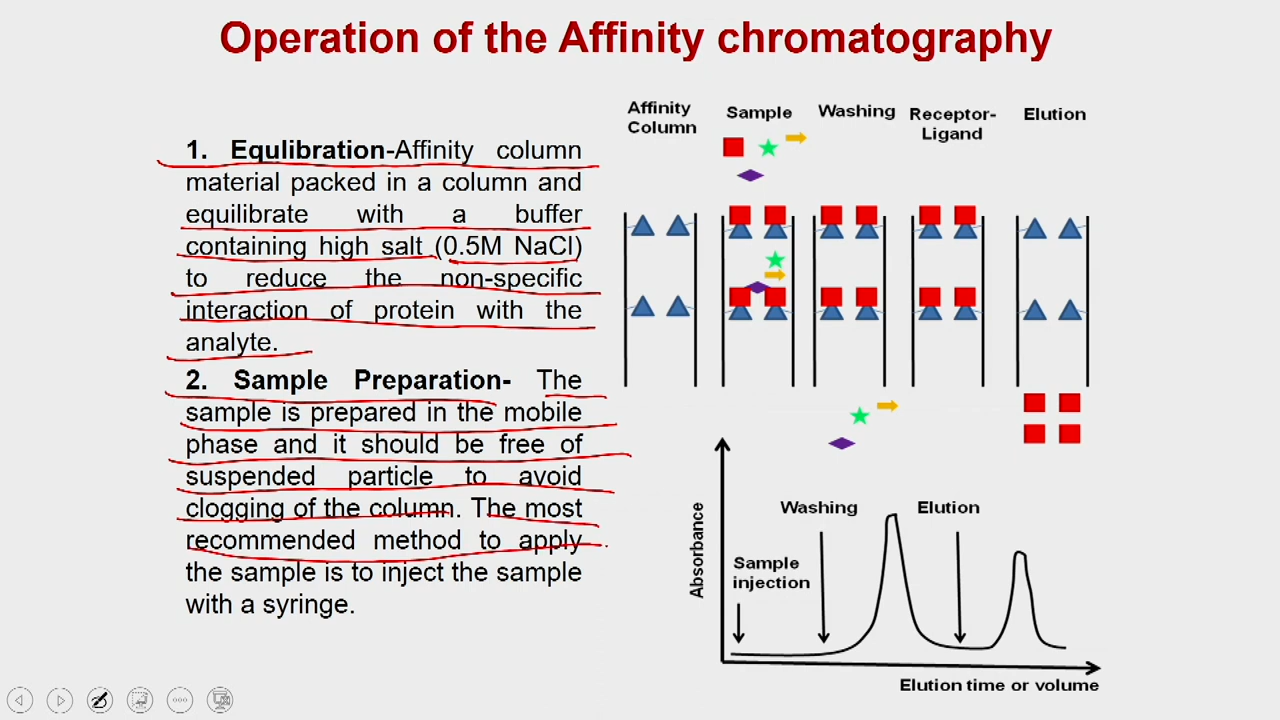 Operation of the Affinity chromatography
1. Equlibration-Affinity column
material packed in a column and
equilibrate with a buffer
containing high salt (0.5M NaCl)
to reduce the non-specific
interaction of protein with the
analyte.
2. Sample Preparation- The
sample is prepared in the mobile
phase and it should be free of
suspended particle to avoid
clogging of the column. The most
recommended method to apply
the sample is to inject the sample
with a syringe.
Affinity
Column
Sample
Washing
Receptor-
Ligand
Elution
Absorbance
Sample
injection
Washing
Elution
Elution time or volume